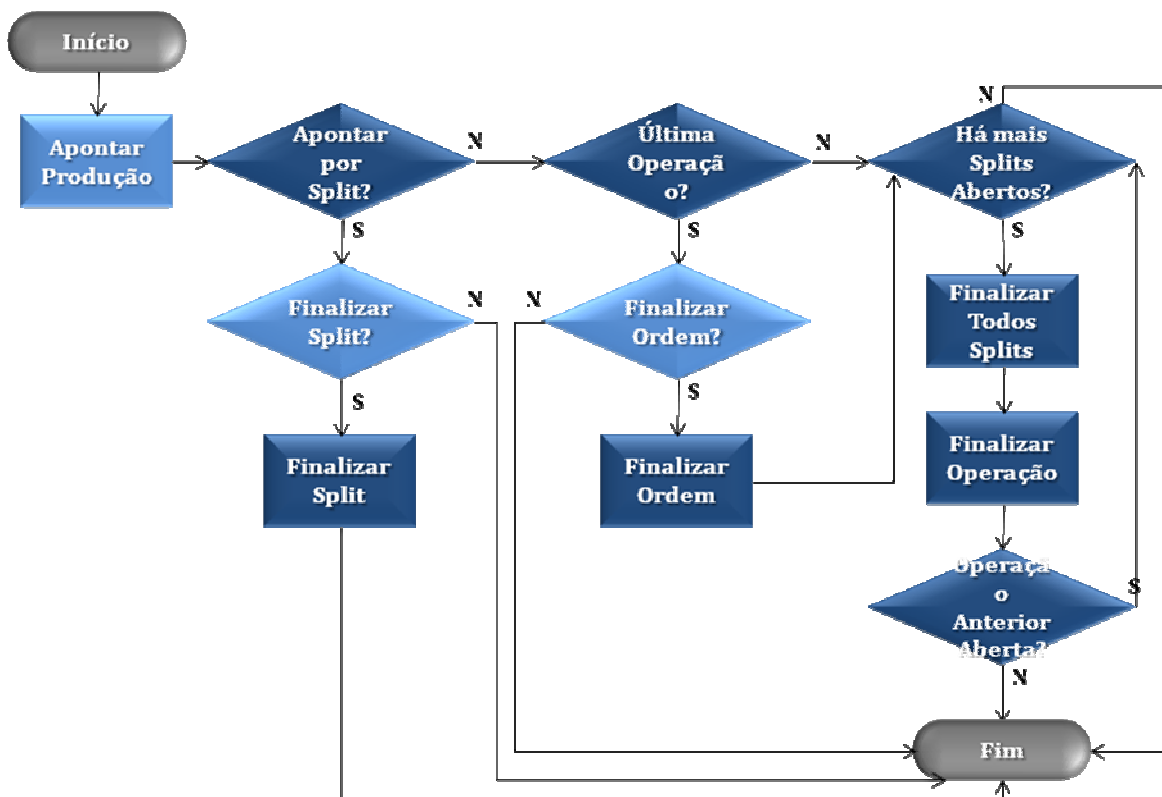 Início
Apontar
Produção
Apontar
por
Split?
N
S
Última
Operaçã
o?
N
S
N
Há mais
Splits
Abertos?
S
Finalizar
Split?
N
S
N
Finalizar
Ordem?
S
Finalizar
Todos
Splits
Finalizar
Split
Finalizar
Ordem
Finalizar
Operação
Operaçã
o
Anterior
Aberta?
S
N
Fim